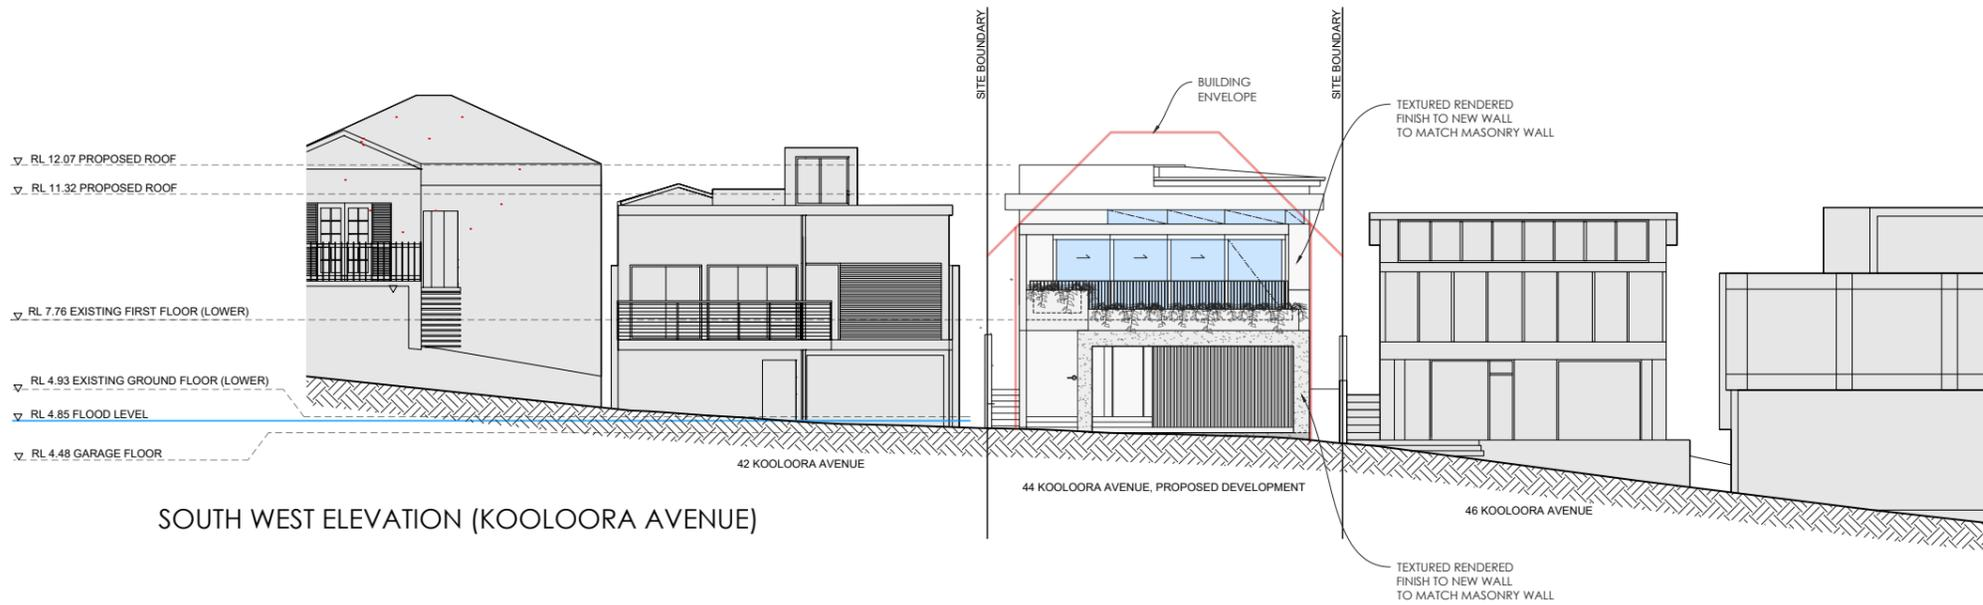 SITE BOUNDARY
SITE BOUNDARY
BUILDING
ENVELOPE
TEXTURED RENDERED
FINISH TO NEW WALL
TO MATCH MASONRY WALL
RL 12.07 PROPOSED ROOF
RL 11.32 PROPOSED ROOF
RL 7.76 EXISTING FIRST FLOOR (LOWER)
RL 4.93 EXISTING GROUND FLOOR (LOWER)
RL 4.85 FLOOD LEVEL
RL 4.48 GARAGE FLOOR
42 KOOLOORA AVENUE
44 KOOLOORA AVENUE, PROPOSED DEVELOPMENT
46 KOOLOORA AVENUE
SOUTH WEST ELEVATION (KOOLOORA AVENUE)
TEXTURED RENDERED
FINISH TO NEW WALL
TO MATCH MASONRY WALL